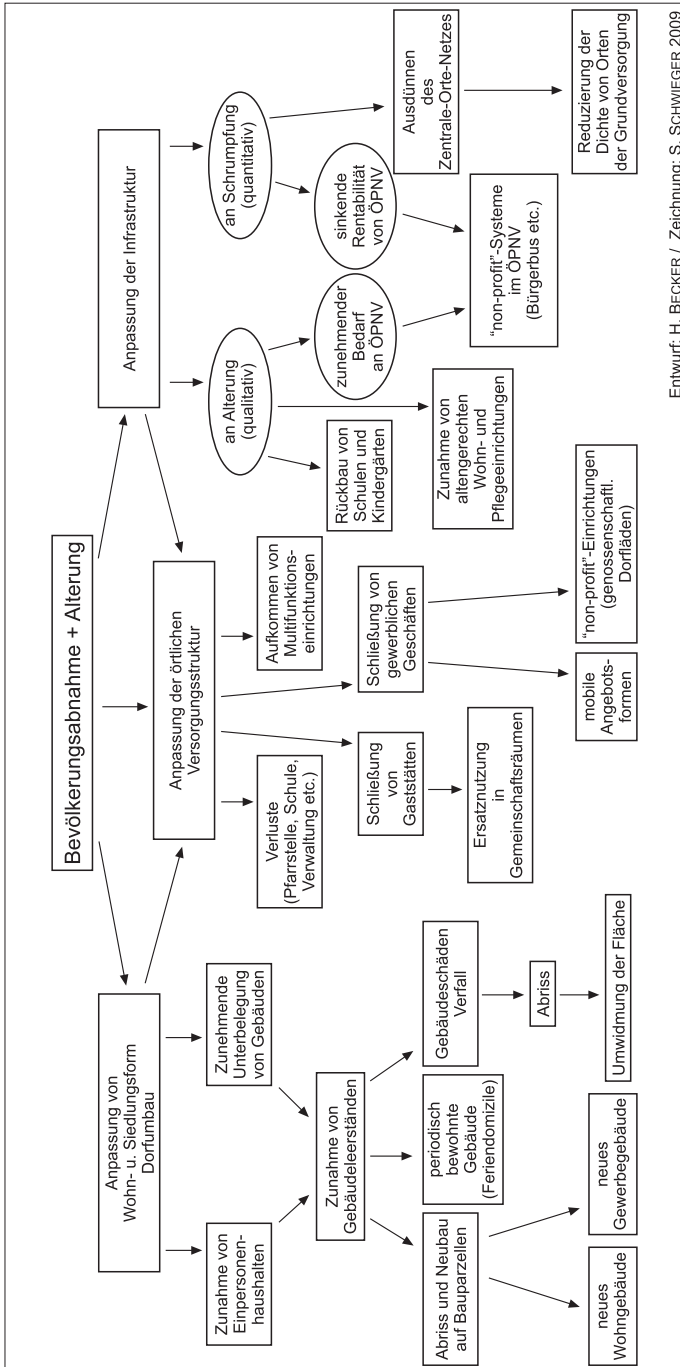 Bevölkerungsabnahme + Alterung
Anpassung von
Wohn- u. Siedlungsform
Dorfumbau
Anpassung der örtlichen
Versorgungsstruktur
Anpassung der Infrastruktur
Zunahme von
Einpersonen-
haushalten
Zunehmende
Unterbelegung
von Gebäuden
Verluste
(Pfarrstelle, Schule,
Verwaltung etc.)
Aufkommen von
Multifunktions-
einrichtungen
an Alterung
(qualitativ)
an Schrumpfung
(quantitativ)
Zunahme von
Gebäudeleerständen
Schließung
von
Gaststätten
Schließung von
gewerblichen
Geschäften
Rückbau von
Schulen und
Kindergärten
zunehmender
Bedarf
an ÖPNV
sinkende
Rentabilität
von ÖPNV
Ausdünnen
des
Zentrale-Orte-Netzes
Abriss und Neubau
auf Bauparzellen
periodisch
bewohnte
Gebäude
(Feriendomizile)
Gebäudeschäden
Verfall
Ersatznutzung
in
Gemeinschaftsräumen
Zunahme von
altengerechten
Wohn- und
Pflegeeinrichtungen
"non-profit"-Systeme
im ÖPNV
(Bürgerbus etc.)
Abriss
neues
Wohngebäude
neues
Gewerbegebäude
Umwidmung der Fläche
mobile
Angebots-
formen
"non-profit"-Einrichtungen
(genossenschaftl.
Dorfläden)
Reduzierung der
Dichte von Orten
der Grundversorgung
Entwurf: H. BECKER / Zeichnung: S. SCHWIEGER 2009